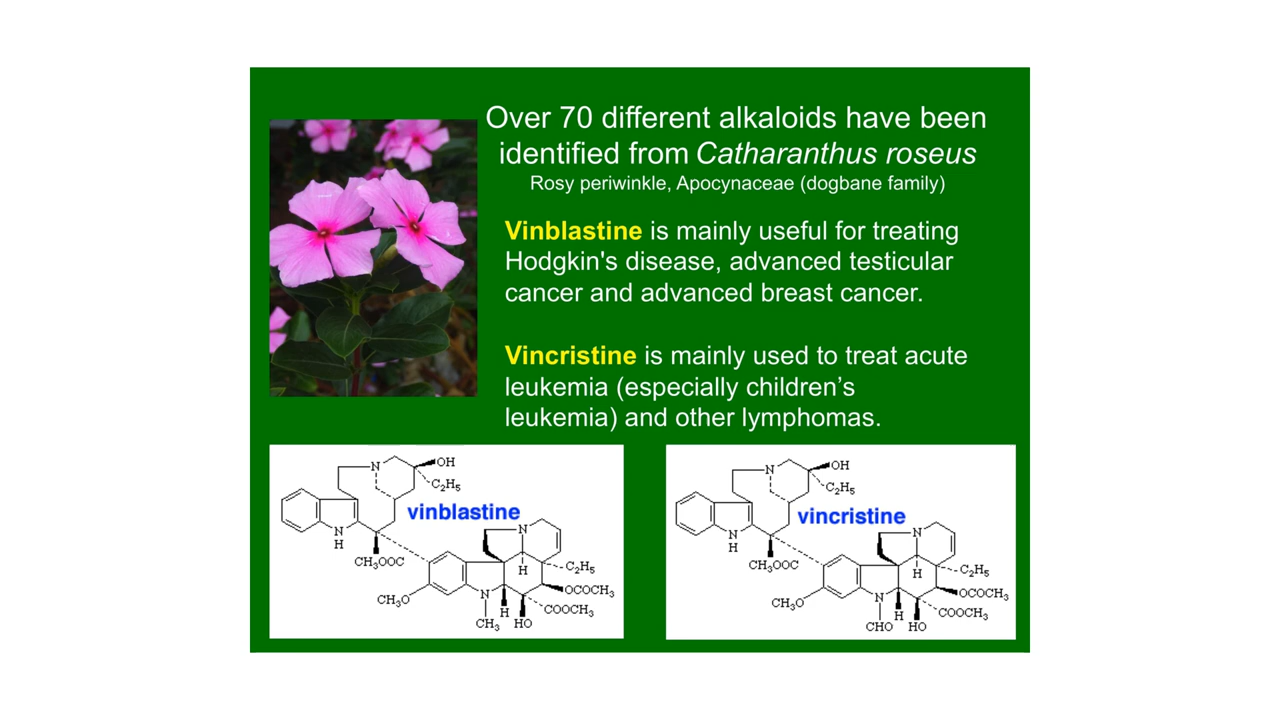 Over 70 different alkaloids have been
identified from Catharanthus roseus
Rosy periwinkle, Apocynaceae (dogbane family)
Vinblastine is mainly useful for treating
Hodgkin's disease, advanced testicular
cancer and advanced breast cancer.
Vincristine is mainly used to treat acute
leukemia (especially children’s
leukemia) and other lymphomas.
N
OH
C₂H₅
vinblastine
N
H
CH₃OOC
N
H
C₂H₅
CH₃O
N
H
OCOCH₃
COOCH₃
CH₃
HO
N
OH
C₂H₅
vincristine
N
H
CH₃OOC
N
H
C₂H₅
CH₃O
N
H
OCOCH₃
COOCH₃
CHO
HO